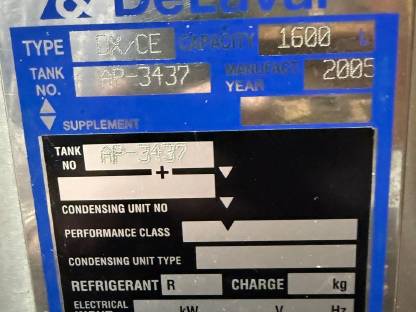 DeLaval
TYPE DX/CE CAPACITY 1600 L
TANK NO. AP-3437 MANUFACT. YEAR 2005
SUPPLEMENT
TANK NO AP-3437
+
CONDENSING UNIT NO
PERFORMANCE CLASS
CONDENSING UNIT TYPE
REFRIGERANT R CHARGE kg
ELECTRICAL
kW V Hz